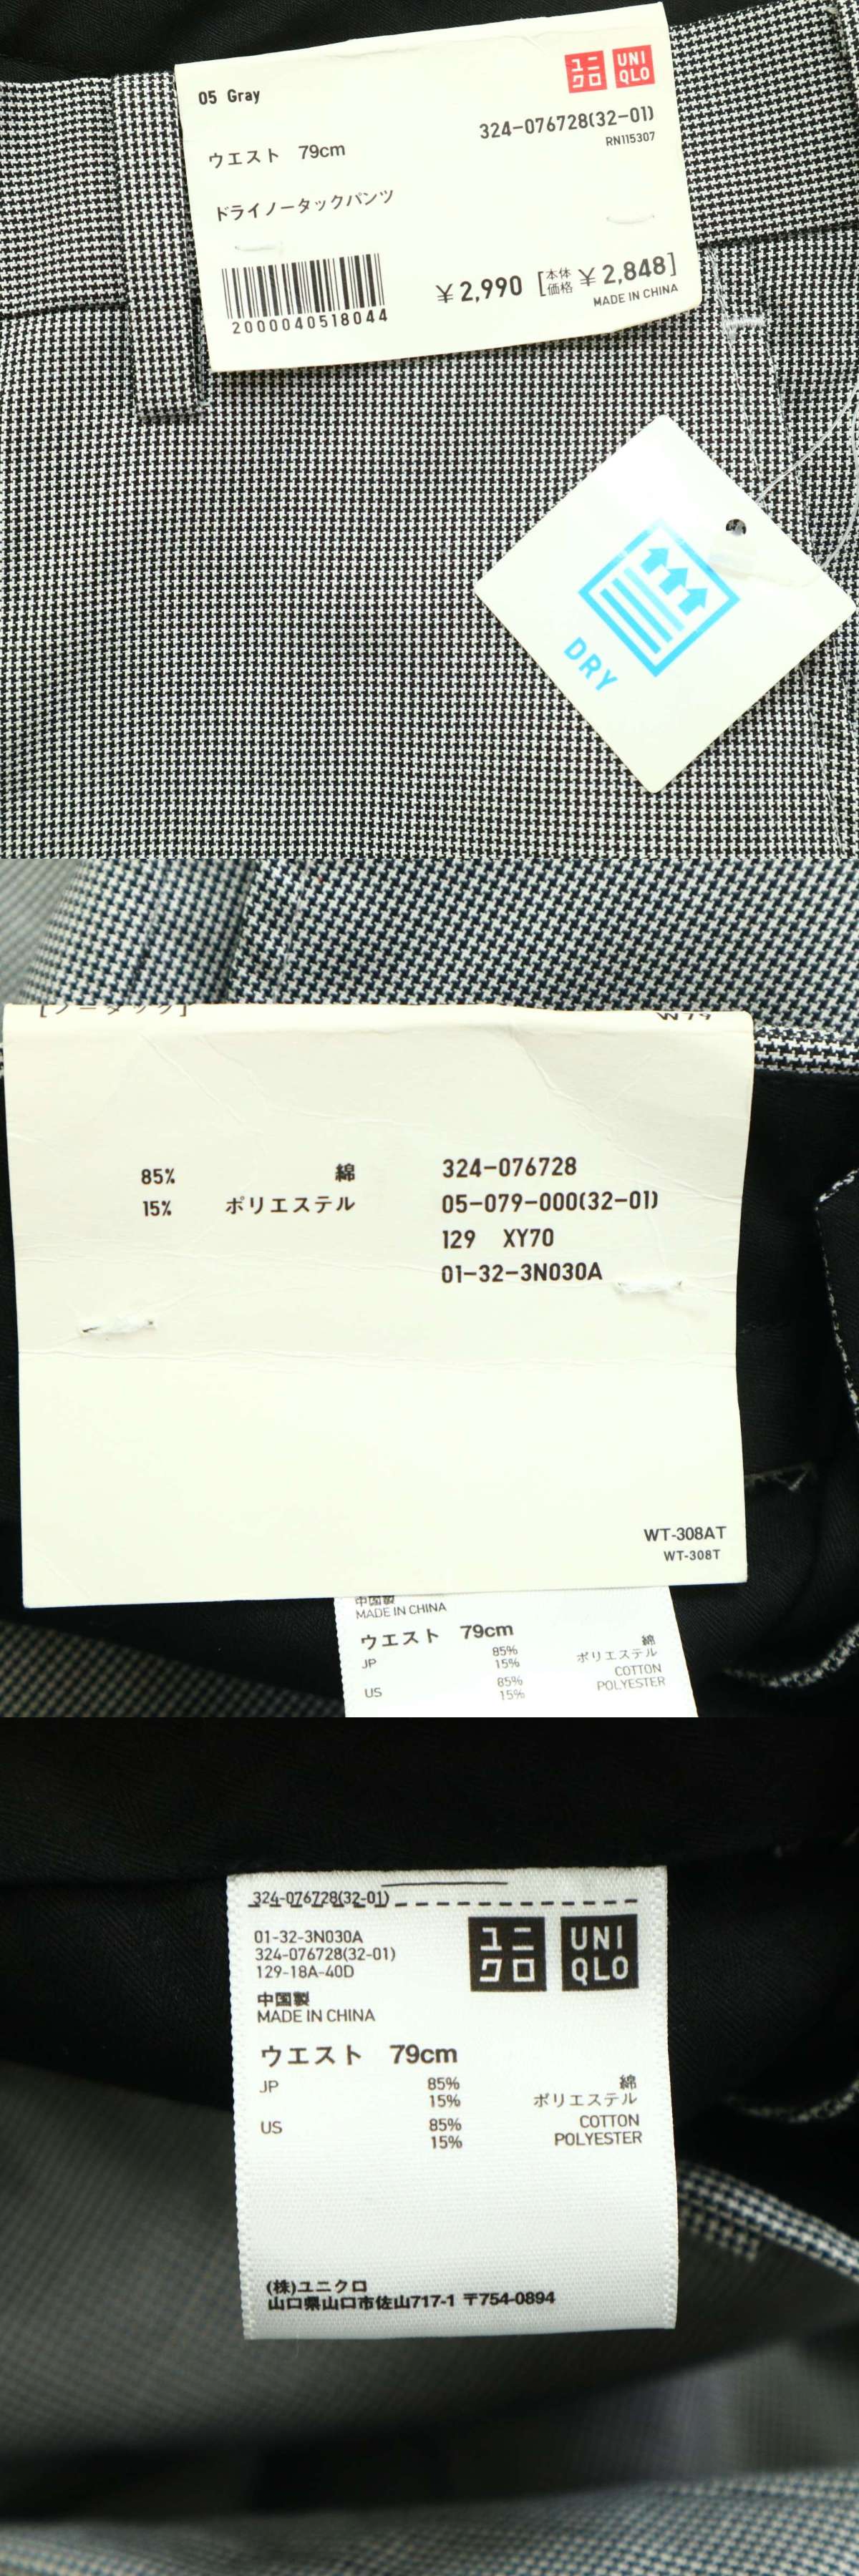 05 Gray
ユニクロ
UNI
QLO
324-076728(32-01)
RN115307
ウエスト 79cm
ドライノータックパンツ
¥2,990 [本体価格 ¥2,848]
MADE IN CHINA
2000040518044
DRY
[ノータック]
W79
85% 綿
15% ポリエステル
324-076728
05-079-000(32-01)
129 XY70
01-32-3N030A
WT-308AT
WT-308T
中国製
MADE IN CHINA
ウエスト 79cm
JP 85% 綿
15% ポリエステル
US 85% COTTON
15% POLYESTER
324-076728(32-01)
01-32-3N030A
324-076728(32-01)
129-18A-40D
ユニクロ
UNI
QLO
中国製
MADE IN CHINA
ウエスト 79cm
JP 85% 綿
15% ポリエステル
US 85% COTTON
15% POLYESTER
(株)ユニクロ
山口県山口市佐山717-1 〒754-0894